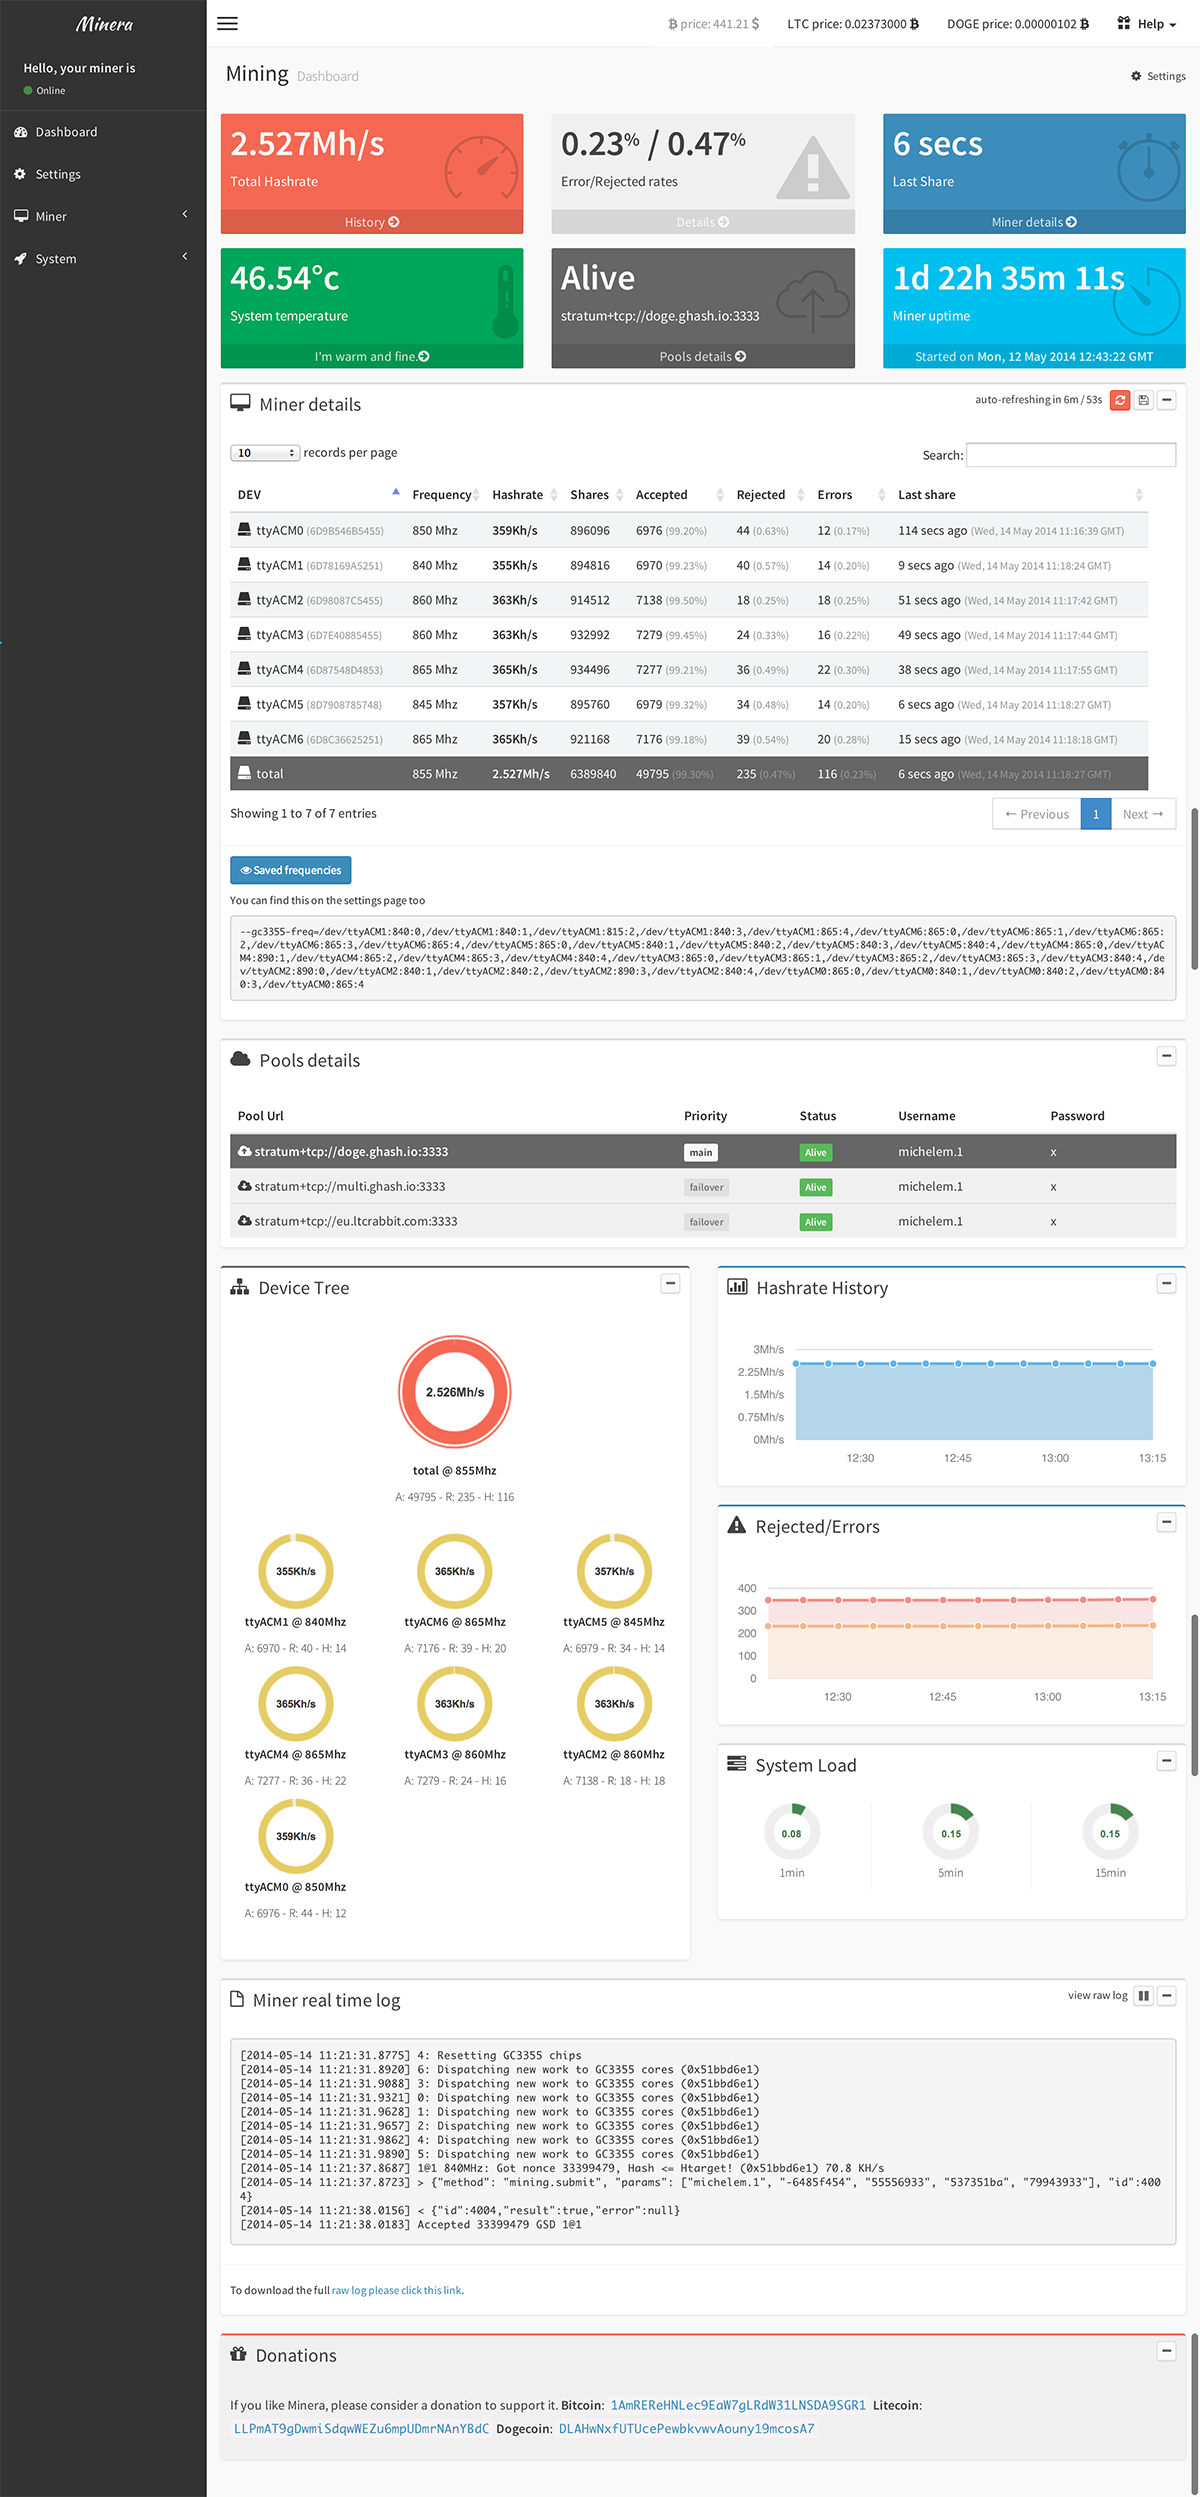 Minera
Hello, your miner is
Online
Dashboard
Settings
Miner
System
price: 441.21 $
LTC price: 0.02373000
DOGE price: 0.00000102
Help
Mining Dashboard
Settings
2.527Mh/s
Total Hashrate
History
0.23% / 0.47%
Error/Rejected rates
Details
6 secs
Last Share
Miner details
46.54°c
System temperature
I'm warm and fine.
Alive
stratum+tcp://doge.ghash.io:3333
Pools details
1d 22h 35m 11s
Miner uptime
Started on Mon, 12 May 2014 12:43:22 GMT
Miner details
auto-refreshing in 6m / 53s
10 records per page
Search:
DEV Frequency Hashrate Shares Accepted Rejected Errors Last share
ttyACM0 (6D9B546B5455) 850 Mhz 359Kh/s 896096 6976 (99.20%) 44 (0.63%) 12 (0.17%) 114 secs ago (Wed, 14 May 2014 11:16:39 GMT)
ttyACM1 (6D78169A5251) 840 Mhz 355Kh/s 894816 6970 (99.23%) 40 (0.57%) 14 (0.20%) 9 secs ago (Wed, 14 May 2014 11:18:24 GMT)
ttyACM2 (6D98087C5455) 860 Mhz 363Kh/s 914512 7138 (99.50%) 18 (0.25%) 18 (0.25%) 51 secs ago (Wed, 14 May 2014 11:17:42 GMT)
ttyACM3 (6D7E40885455) 860 Mhz 363Kh/s 932992 7279 (99.45%) 24 (0.33%) 16 (0.22%) 49 secs ago (Wed, 14 May 2014 11:17:44 GMT)
ttyACM4 (6D87548D4853) 865 Mhz 365Kh/s 934496 7277 (99.21%) 36 (0.49%) 22 (0.30%) 38 secs ago (Wed, 14 May 2014 11:17:55 GMT)
ttyACM5 (8D7908785748) 845 Mhz 357Kh/s 895760 6979 (99.32%) 34 (0.48%) 14 (0.20%) 6 secs ago (Wed, 14 May 2014 11:18:27 GMT)
ttyACM6 (6D8C36625251) 865 Mhz 365Kh/s 921168 7176 (99.18%) 39 (0.54%) 20 (0.28%) 15 secs ago (Wed, 14 May 2014 11:18:18 GMT)
total 855 Mhz 2.527Mh/s 6389840 49795 (99.30%) 235 (0.47%) 116 (0.23%) 6 secs ago (Wed, 14 May 2014 11:18:27 GMT)
Showing 1 to 7 of 7 entries
← Previous 1 Next →
Saved frequencies
You can find this on the settings page too
--gc3355-freq=/dev/ttyACM1:840:0,/dev/ttyACM1:840:1,/dev/ttyACM1:815:2,/dev/ttyACM1:840:3,/dev/ttyACM1:865:4,/dev/ttyACM6:865:0,/dev/ttyACM6:865:1,/dev/ttyACM6:865:
2,/dev/ttyACM6:865:3,/dev/ttyACM6:865:4,/dev/ttyACM5:865:0,/dev/ttyACM5:840:1,/dev/ttyACM5:840:2,/dev/ttyACM5:840:3,/dev/ttyACM5:840:4,/dev/ttyACM4:865:0,/dev/ttyAC
M4:890:1,/dev/ttyACM4:865:2,/dev/ttyACM4:865:3,/dev/ttyACM4:840:4,/dev/ttyACM3:865:0,/dev/ttyACM3:865:1,/dev/ttyACM3:865:2,/dev/ttyACM3:865:3,/dev/ttyACM3:840:4,/de
v/ttyACM2:890:0,/dev/ttyACM2:840:1,/dev/ttyACM2:840:2,/dev/ttyACM2:890:3,/dev/ttyACM2:840:4,/dev/ttyACM0:865:0,/dev/ttyACM0:840:1,/dev/ttyACM0:840:2,/dev/ttyACM0:84
0:3,/dev/ttyACM0:865:4
Pools details
Pool Url Priority Status Username Password
stratum+tcp://doge.ghash.io:3333 main Alive michelem.1 x
stratum+tcp://multi.ghash.io:3333 failover Alive michelem.1 x
stratum+tcp://eu.ltcrabbit.com:3333 failover Alive michelem.1 x
Device Tree
2.526Mh/s
total @ 855Mhz
A: 49795 - R: 235 - H: 116
355Kh/s 365Kh/s 357Kh/s
ttyACM1 @ 840Mhz ttyACM6 @ 865Mhz ttyACM5 @ 845Mhz
A: 6970 - R: 40 - H: 14 A: 7176 - R: 39 - H: 20 A: 6979 - R: 34 - H: 14
365Kh/s 363Kh/s 363Kh/s
ttyACM4 @ 865Mhz ttyACM3 @ 860Mhz ttyACM2 @ 860Mhz
A: 7277 - R: 36 - H: 22 A: 7279 - R: 24 - H: 16 A: 7138 - R: 18 - H: 18
359Kh/s
ttyACM0 @ 850Mhz
A: 6976 - R: 44 - H: 12
Hashrate History
3Mh/s
2.25Mh/s
1.5Mh/s
0.75Mh/s
0Mh/s
12:30 12:45 13:00 13:15
Rejected/Errors
400
300
200
100
0
12:30 12:45 13:00 13:15
System Load
0.08 0.15 0.15
1min 5min 15min
Miner real time log
view raw log
[2014-05-14 11:21:31.8775] 4: Resetting GC3355 chips
[2014-05-14 11:21:31.8920] 6: Dispatching new work to GC3355 cores (0x51bbd6e1)
[2014-05-14 11:21:31.9088] 3: Dispatching new work to GC3355 cores (0x51bbd6e1)
[2014-05-14 11:21:31.9321] 0: Dispatching new work to GC3355 cores (0x51bbd6e1)
[2014-05-14 11:21:31.9628] 1: Dispatching new work to GC3355 cores (0x51bbd6e1)
[2014-05-14 11:21:31.9657] 2: Dispatching new work to GC3355 cores (0x51bbd6e1)
[2014-05-14 11:21:31.9862] 4: Dispatching new work to GC3355 cores (0x51bbd6e1)
[2014-05-14 11:21:31.9890] 5: Dispatching new work to GC3355 cores (0x51bbd6e1)
[2014-05-14 11:21:37.8687] 1@1 840MHz: Got nonce 33399479, Hash <= Htarget! (0x51bbd6e1) 70.8 KH/s
[2014-05-14 11:21:37.8723] > {"method": "mining.submit", "params": ["michelem.1", "-6485f454", "55556933", "537351ba", "79943933"], "id":400
4}
[2014-05-14 11:21:38.0156] < {"id":4004,"result":true,"error":null}
[2014-05-14 11:21:38.0183] Accepted 33399479 GSD 1@1
To download the full raw log please click this link.
Donations
If you like Minera, please consider a donation to support it. Bitcoin: 1AmREReHNLec9EaW7gLRdW31LNSDA9SGR1 Litecoin:
LLPmAT9gDwmiSdqwWEZu6mpUDmrNAnYBdC Dogecoin: DLAHwNxfUTUcePewbkvwvAouny19mcosA7